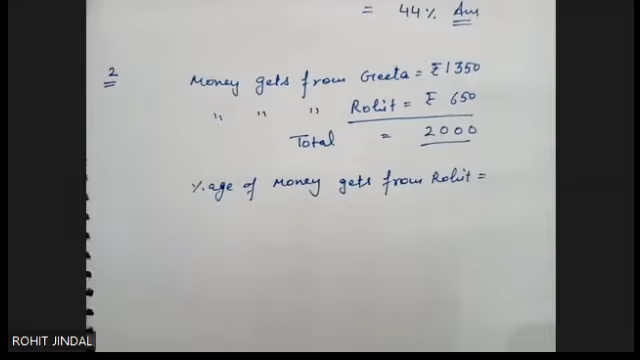 = 44% Ans
2 Money gets from Geeta = ₹1350
" " " Rohit = ₹ 650
Total = 2000
%age of Money gets from Rohit =
ROHIT JINDAL